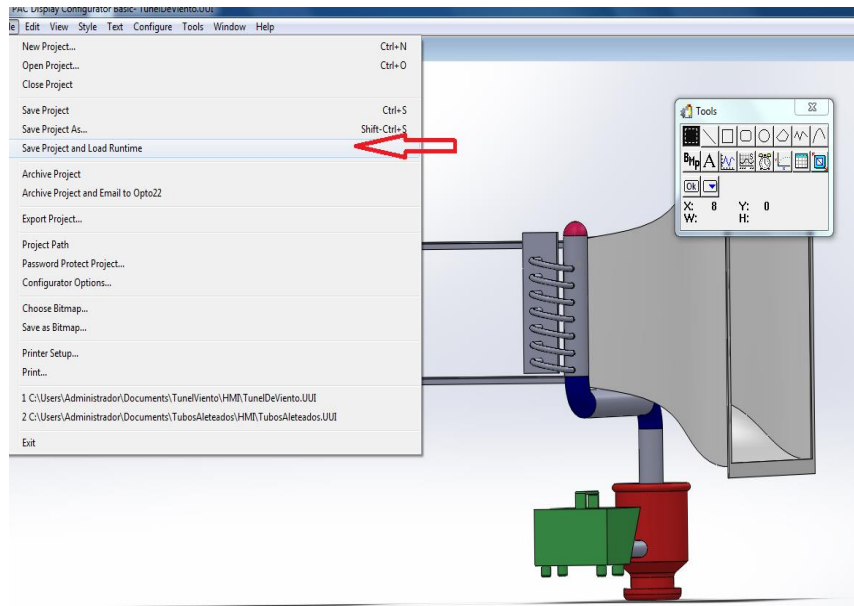 PAC Display Configurator Basic- TunelDeViento.UUI
le Edit View Style Text Configure Tools Window Help
New Project... Ctrl+N
Open Project... Ctrl+O
Close Project
Save Project Ctrl+S
Save Project As... Shift-Ctrl+S
Save Project and Load Runtime
Archive Project
Archive Project and Email to Opto22
Export Project...
Project Path
Password Protect Project...
Configurator Options...
Choose Bitmap...
Save as Bitmap...
Printer Setup...
Print...
1 C:\Users\Administrador\Documents\TunelViento\HMI\TunelDeViento.UUI
2 C:\Users\Administrador\Documents\TubosAleteados\HMI\TubosAleteados.UUI
Exit
Tools
BMP A
Ok
X: 8 Y: 0
W: H: